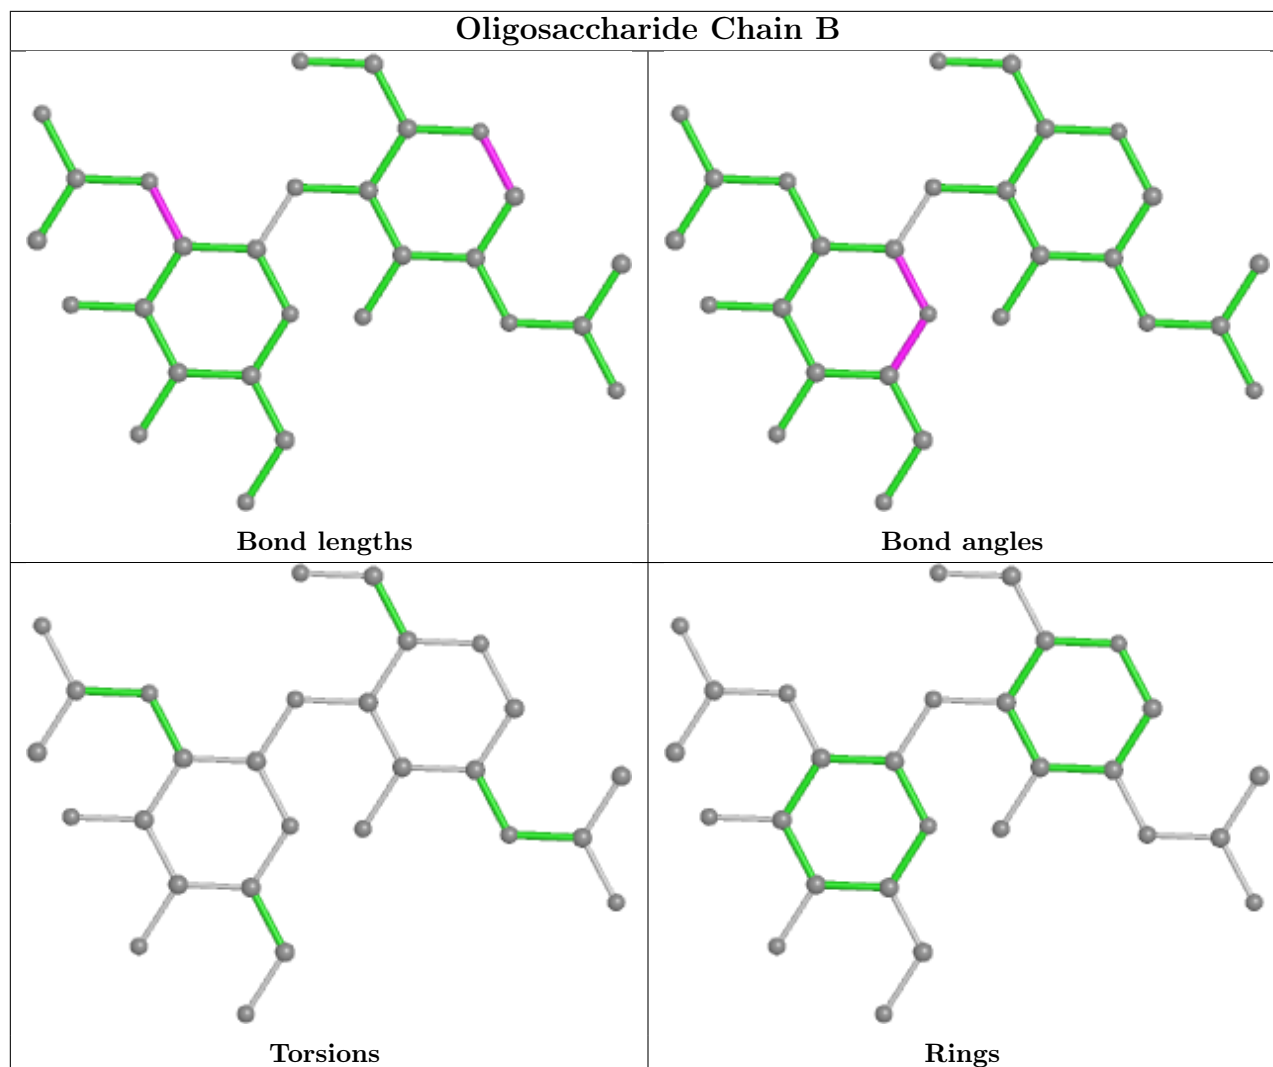 Oligosaccharide Chain B
Bond lengths
Bond angles
Torsions
Rings